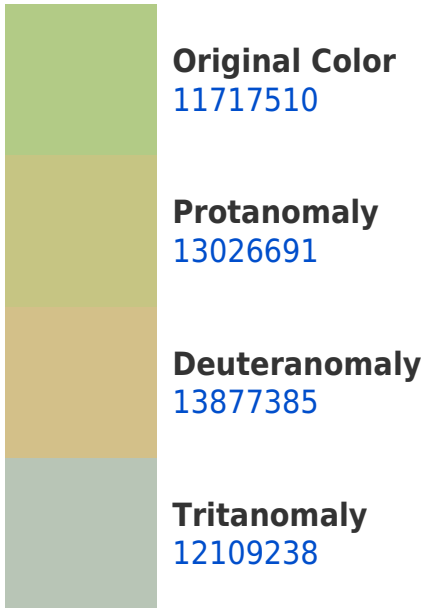 Original Color
11717510
Protanomaly
13026691
Deuteranomaly
13877385
Tritanomaly
12109238